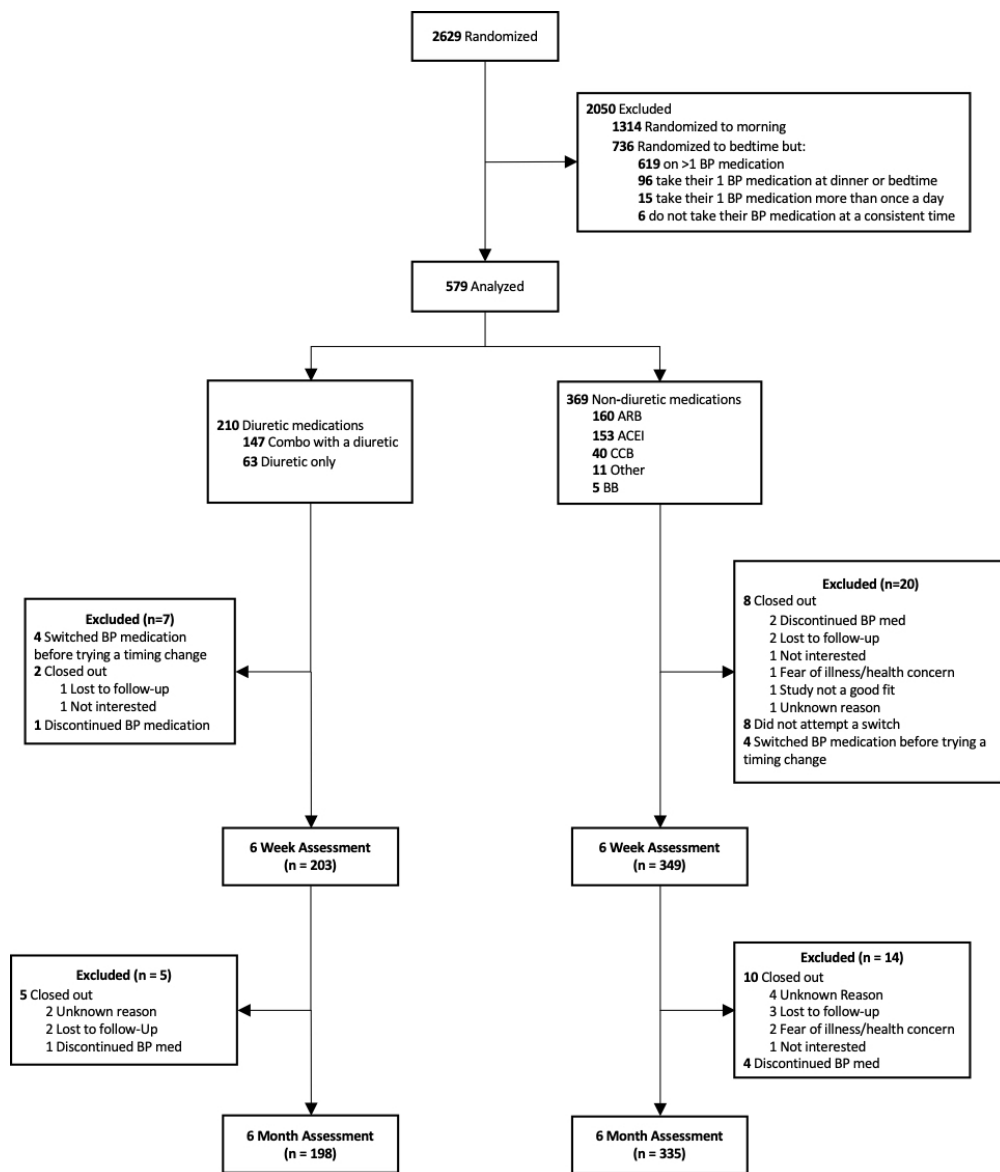 2629 Randomized
2050 Excluded
1314 Randomized to morning
736 Randomized to bedtime but:
619 on >1 BP medication
96 take their 1 BP medication at dinner or bedtime
15 take their 1 BP medication more than once a day
6 do not take their BP medication at a consistent time
579 Analyzed
210 Diuretic medications
147 Combo with a diuretic
63 Diuretic only
369 Non-diuretic medications
160 ARB
153 ACEI
40 CCB
11 Other
5 BB
Excluded (n=7)
4 Switched BP medication
before trying a timing change
2 Closed out
1 Lost to follow-up
1 Not interested
1 Discontinued BP medication
Excluded (n=20)
8 Closed out
2 Discontinued BP med
2 Lost to follow-up
1 Not interested
1 Fear of illness/health concern
1 Study not a good fit
1 Unknown reason
8 Did not attempt a switch
4 Switched BP medication before trying a
timing change
6 Week Assessment
(n = 203)
6 Week Assessment
(n = 349)
Excluded (n = 5)
5 Closed out
2 Unknown reason
2 Lost to follow-Up
1 Discontinued BP med
Excluded (n = 14)
10 Closed out
4 Unknown Reason
3 Lost to follow-up
2 Fear of illness/health concern
1 Not interested
4 Discontinued BP med
6 Month Assessment
(n = 198)
6 Month Assessment
(n = 335)